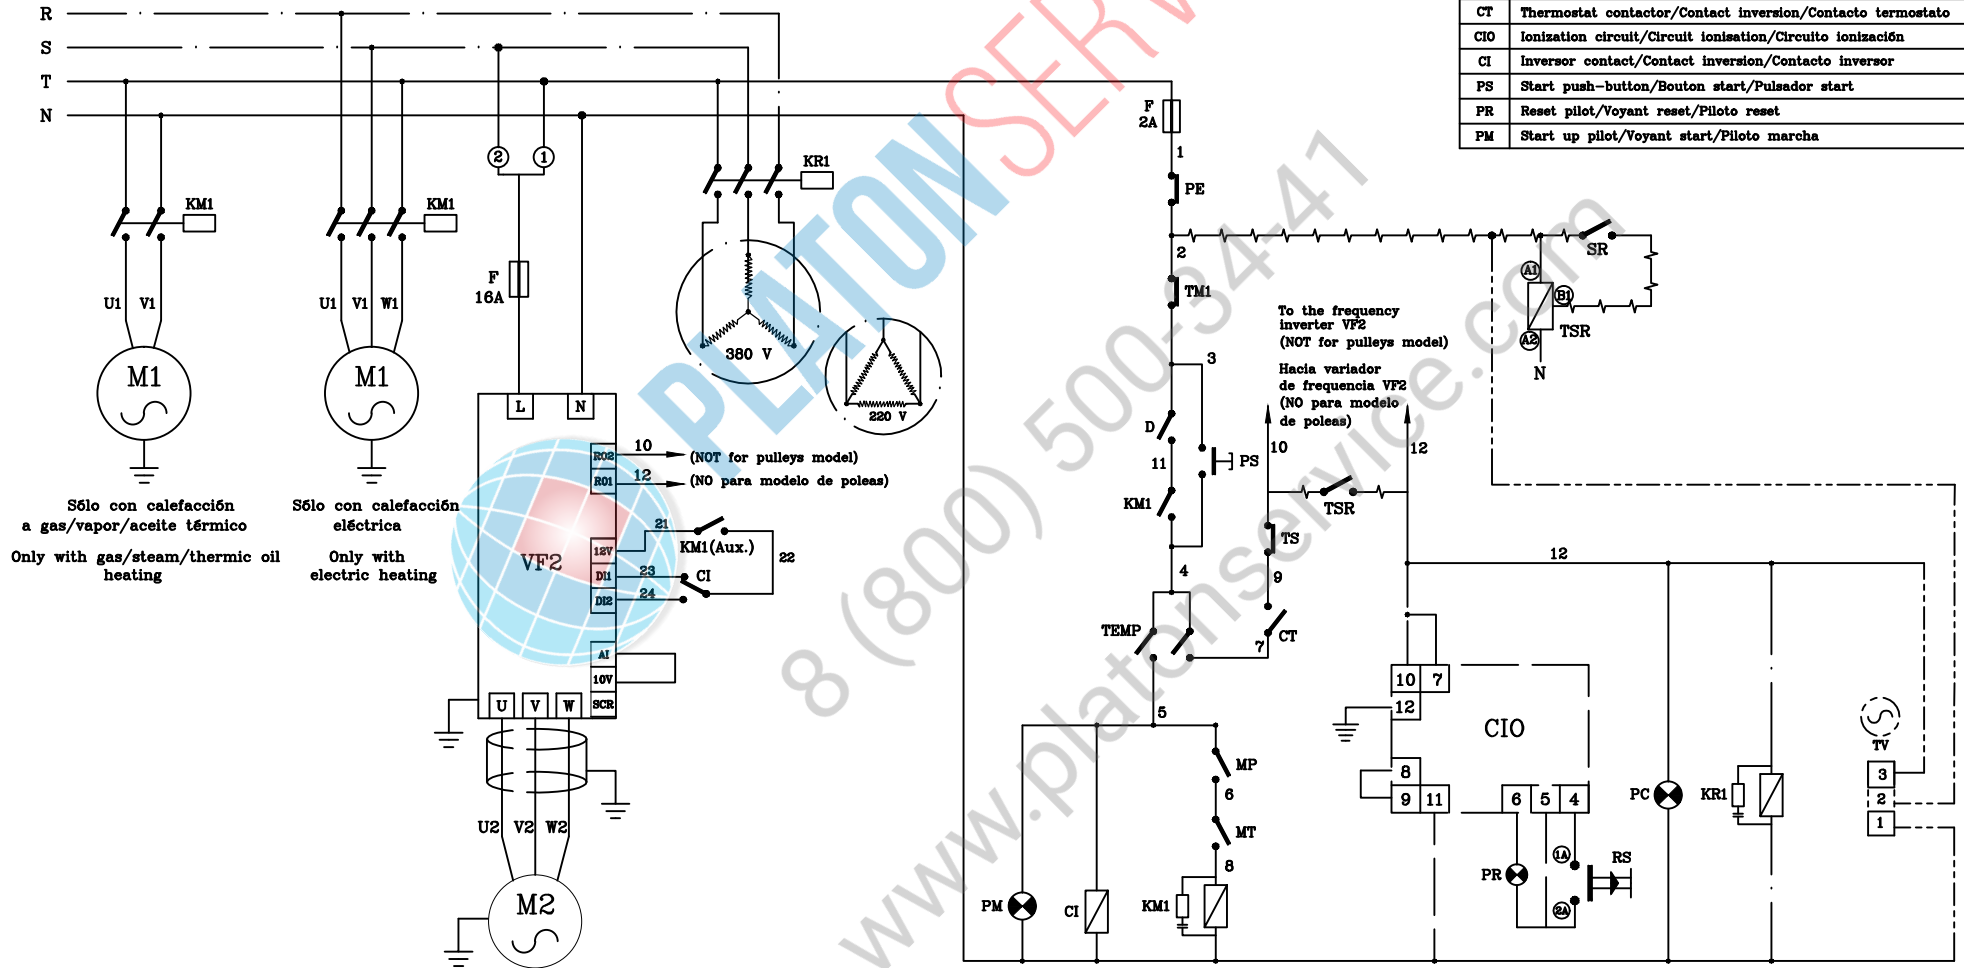 R
S
T
N
CT Thermostat contactor/Contact inversion/Contacto termostato
CIO Ionization circuit/Circuit ionisation/Circuito ionización
CI Inversor contact/Contact inversion/Contacto inversor
PS Start push-button/Bouton start/Pulsador start
PR Reset pilot/Voyant reset/Piloto reset
PM Start up pilot/Voyant start/Piloto marcha
KM1
U1 V1
M1
Sólo con calefacción
a gas/vapor/aceite térmico
Only with gas/steam/thermic oil
heating
KM1
U1 V1 W1
M1
Sólo con calefacción
eléctrica
Only with
electric heating
2 1
F
16A
L N
VF2
RO2
RO1
12V
DI1
DI2
AI
10V
SCR
10 (NOT for pulleys model)
12 (NO para modelo de poleas)
21
KM1(Aux.)
22
23 CI
24
U V W
U2 V2 W2
M2
KR1
380 V
220 V
F
2A
1
PE
2
TM1
3
D
11
PS
KM1
4
TEMP
5
7
CT
9
TS
10
12
TSR
To the frequency
inverter VF2
(NOT for pulleys model)
Hacia variador
de frequencia VF2
(NO para modelo
de poleas)
SR
A1
B1
TSR
A2
N
12
MP
6
MT
8
PM
CI
KM1
10 7
12
CIO
8
9 11
6 5 4
PR
1A
2A
RS
PC
KR1
TV
3
2
1
PLATONSERV
8 (800) 500-34-41
www.platonservice.com